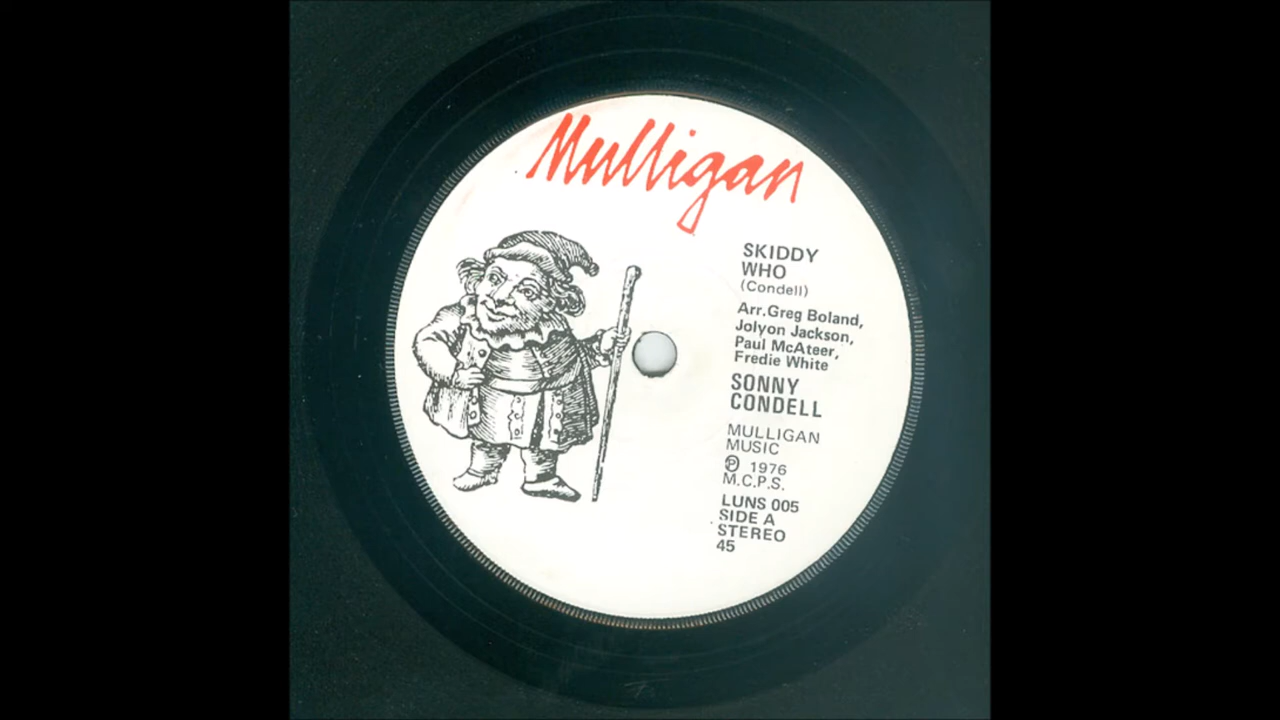 Mulligan
SKIDDY
WHO
(Condell)
Arr.Greg Boland,
Jolyon Jackson,
Paul McAteer,
Fredie White
SONNY
CONDELL
MULLIGAN
MUSIC
℗ 1976
M.C.P.S.
LUNS 005
SIDE A
STEREO
45